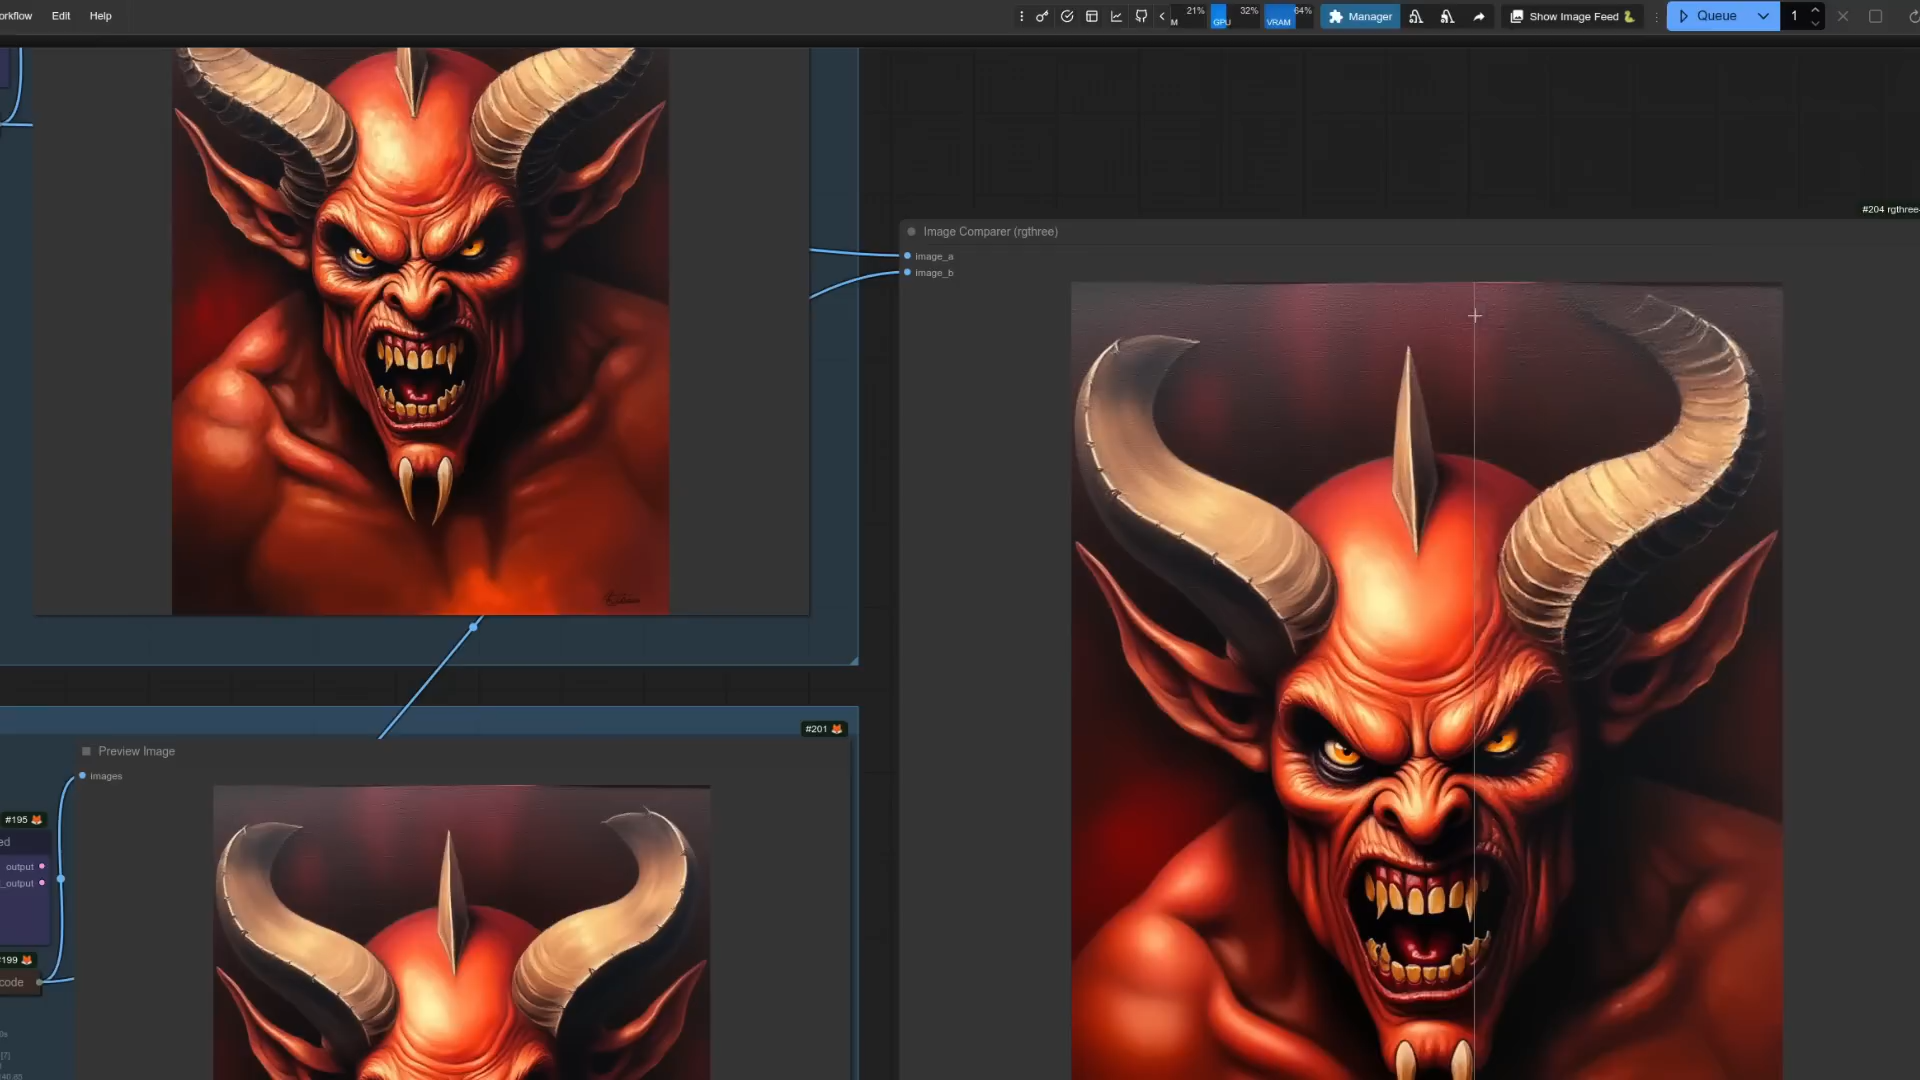 orkflow Edit Help
M 21% GPU 32% VRAM 64% Manager Show Image Feed Queue 1
#204 rgthree-
Image Comparer (rgthree)
image_a
image_b
#201
Preview Image
images
#195
ed
output
_output
#199
code